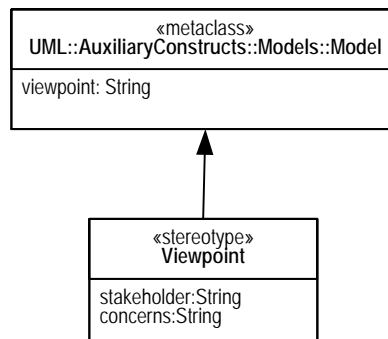 «metaclass»
UML::AuxiliaryConstructs::Models::Model
viewpoint: String
«stereotype»
Viewpoint
stakeholder:String
concerns:String